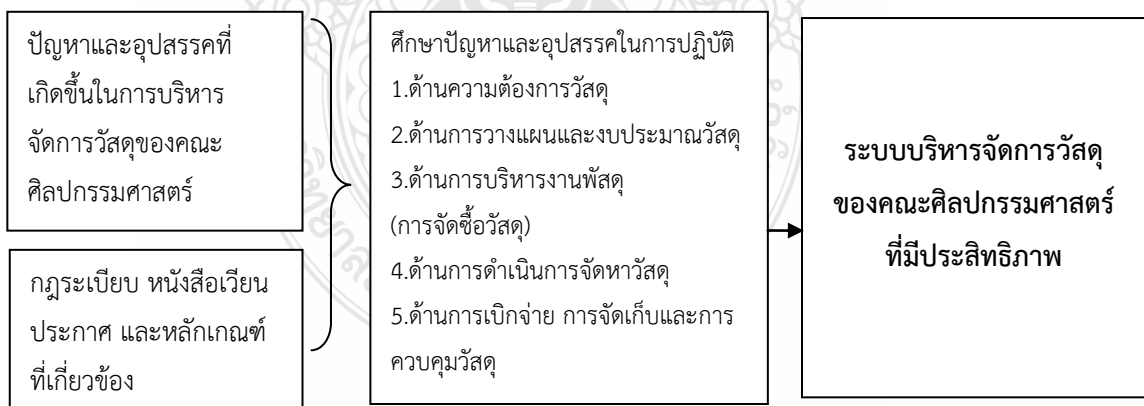 ปัญหาและอุปสรรคที่
เกิดขึ้นในการบริหาร
จัดการวัสดุของคณะ
ศิลปกรรมศาสตร์
กฎระเบียบ หนังสือเวียน
ประกาศ และหลักเกณฑ์
ที่เกี่ยวข้อง
ศึกษาปัญหาและอุปสรรคในการปฏิบัติ
1.ด้านความต้องการวัสดุ
2.ด้านการวางแผนและงบประมาณวัสดุ
3.ด้านการบริหารงานพัสดุ
(การจัดซื้อวัสดุ)
4.ด้านการดำเนินการจัดหาวัสดุ
5.ด้านการเบิกจ่าย การจัดเก็บและการ
ควบคุมวัสดุ
ระบบบริหารจัดการวัสดุ
ของคณะศิลปกรรมศาสตร์
ที่มีประสิทธิภาพ